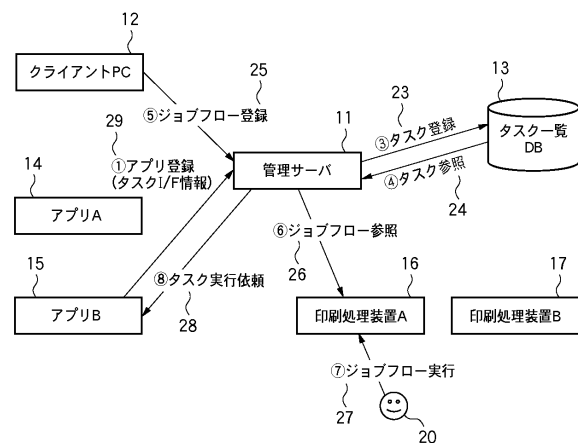 12
クライアントPC
25
⑤ジョブフロー登録
13
23
タスク一覧
DB
29
①アプリ登録
(タスクI/F情報)
11
③タスク登録
管理サーバ
④タスク参照
24
14
アプリA
⑥ジョブフロー参照
26
15
アプリB
⑧タスク実行依頼
28
16
印刷処理装置A
17
印刷処理装置B
⑦ジョブフロー実行
27
20